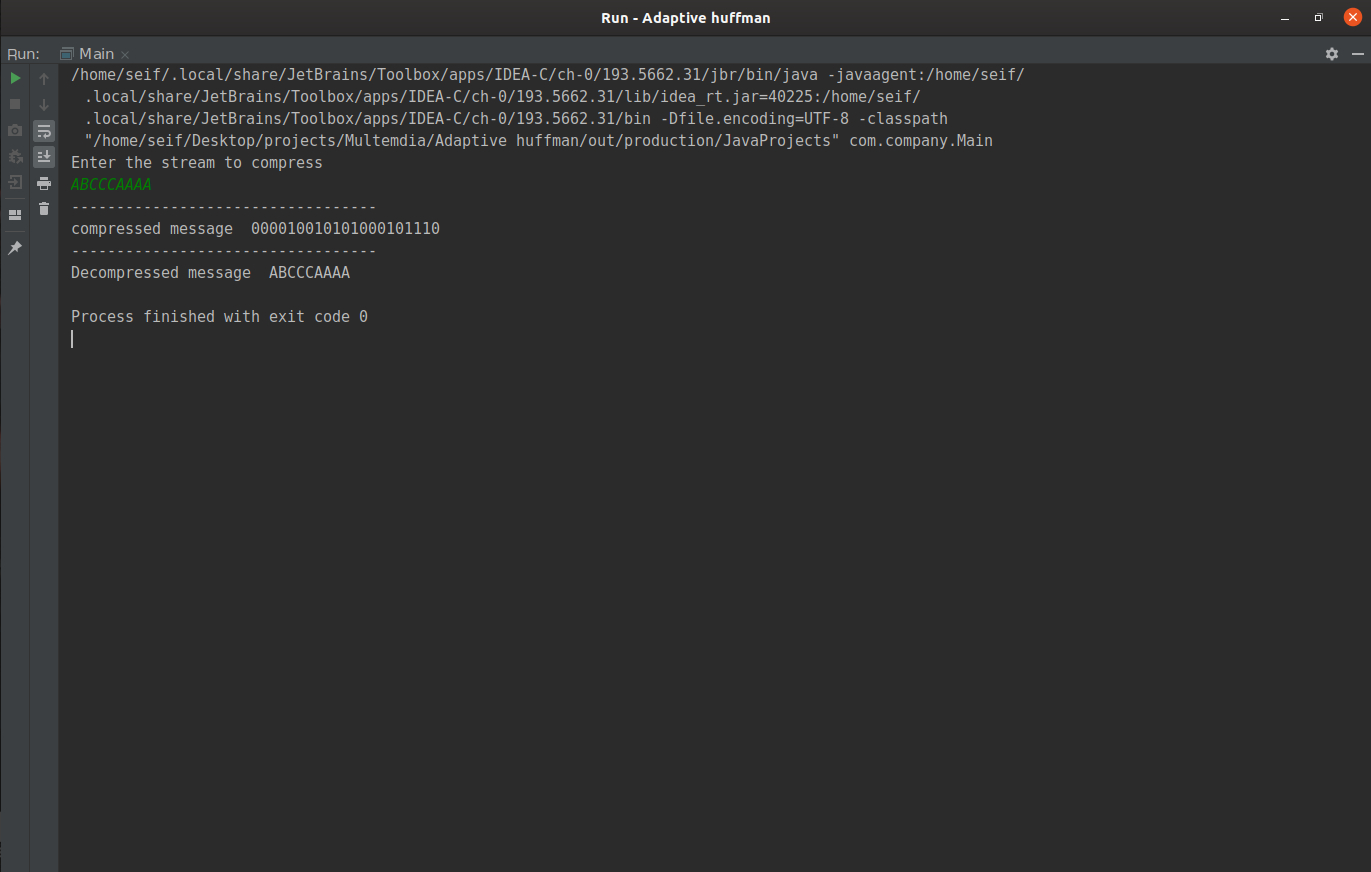 Run - Adaptive huffman
Run: Main
/home/seif/.local/share/JetBrains/Toolbox/apps/IDEA-C/ch-0/193.5662.31/jbr/bin/java -javaagent:/home/seif/
.local/share/JetBrains/Toolbox/apps/IDEA-C/ch-0/193.5662.31/lib/idea_rt.jar=40225:/home/seif/
.local/share/JetBrains/Toolbox/apps/IDEA-C/ch-0/193.5662.31/bin -Dfile.encoding=UTF-8 -classpath
"/home/seif/Desktop/projects/Multemdia/Adaptive huffman/out/production/JavaProjects" com.company.Main
Enter the stream to compress
ABCCCAAAA
----------------------------------
compressed message  000010010101000101110
----------------------------------
Decompressed message  ABCCCAAAA
Process finished with exit code 0